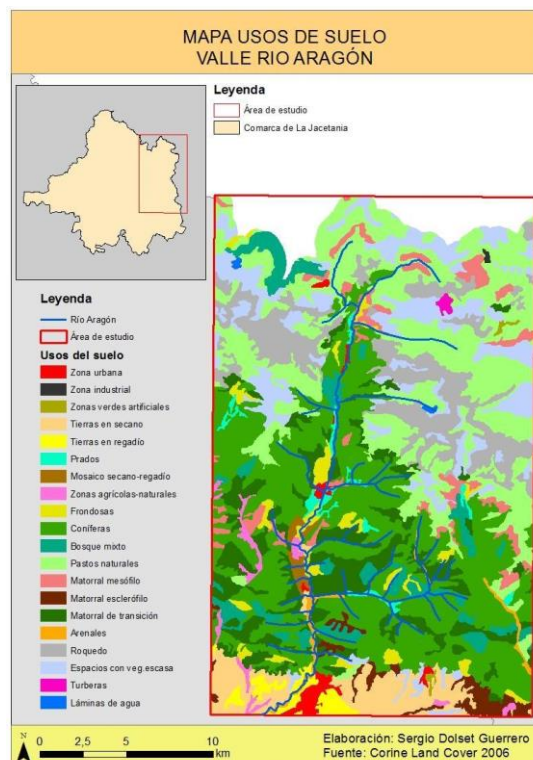 MAPA USOS DE SUELO
VALLE RIO ARAGÓN
Leyenda
Área de estudio
Comarca de La Jacetania
Leyenda
Río Aragón
Área de estudio
Usos del suelo
Zona urbana
Zona industrial
Zonas verdes artificiales
Tierras en secano
Tierras en regadío
Prados
Mosaico secano-regadío
Zonas agrícolas-naturales
Frondosas
Coníferas
Bosque mixto
Pastos naturales
Matorral mesófilo
Matorral esclerófilo
Matorral de transición
Arenales
Roquedo
Espacios con veg.escasa
Turberas
Láminas de agua
N
0 2,5 5 10
km
Elaboración: Sergio Dolset Guerrero
Fuente: Corine Land Cover 2006